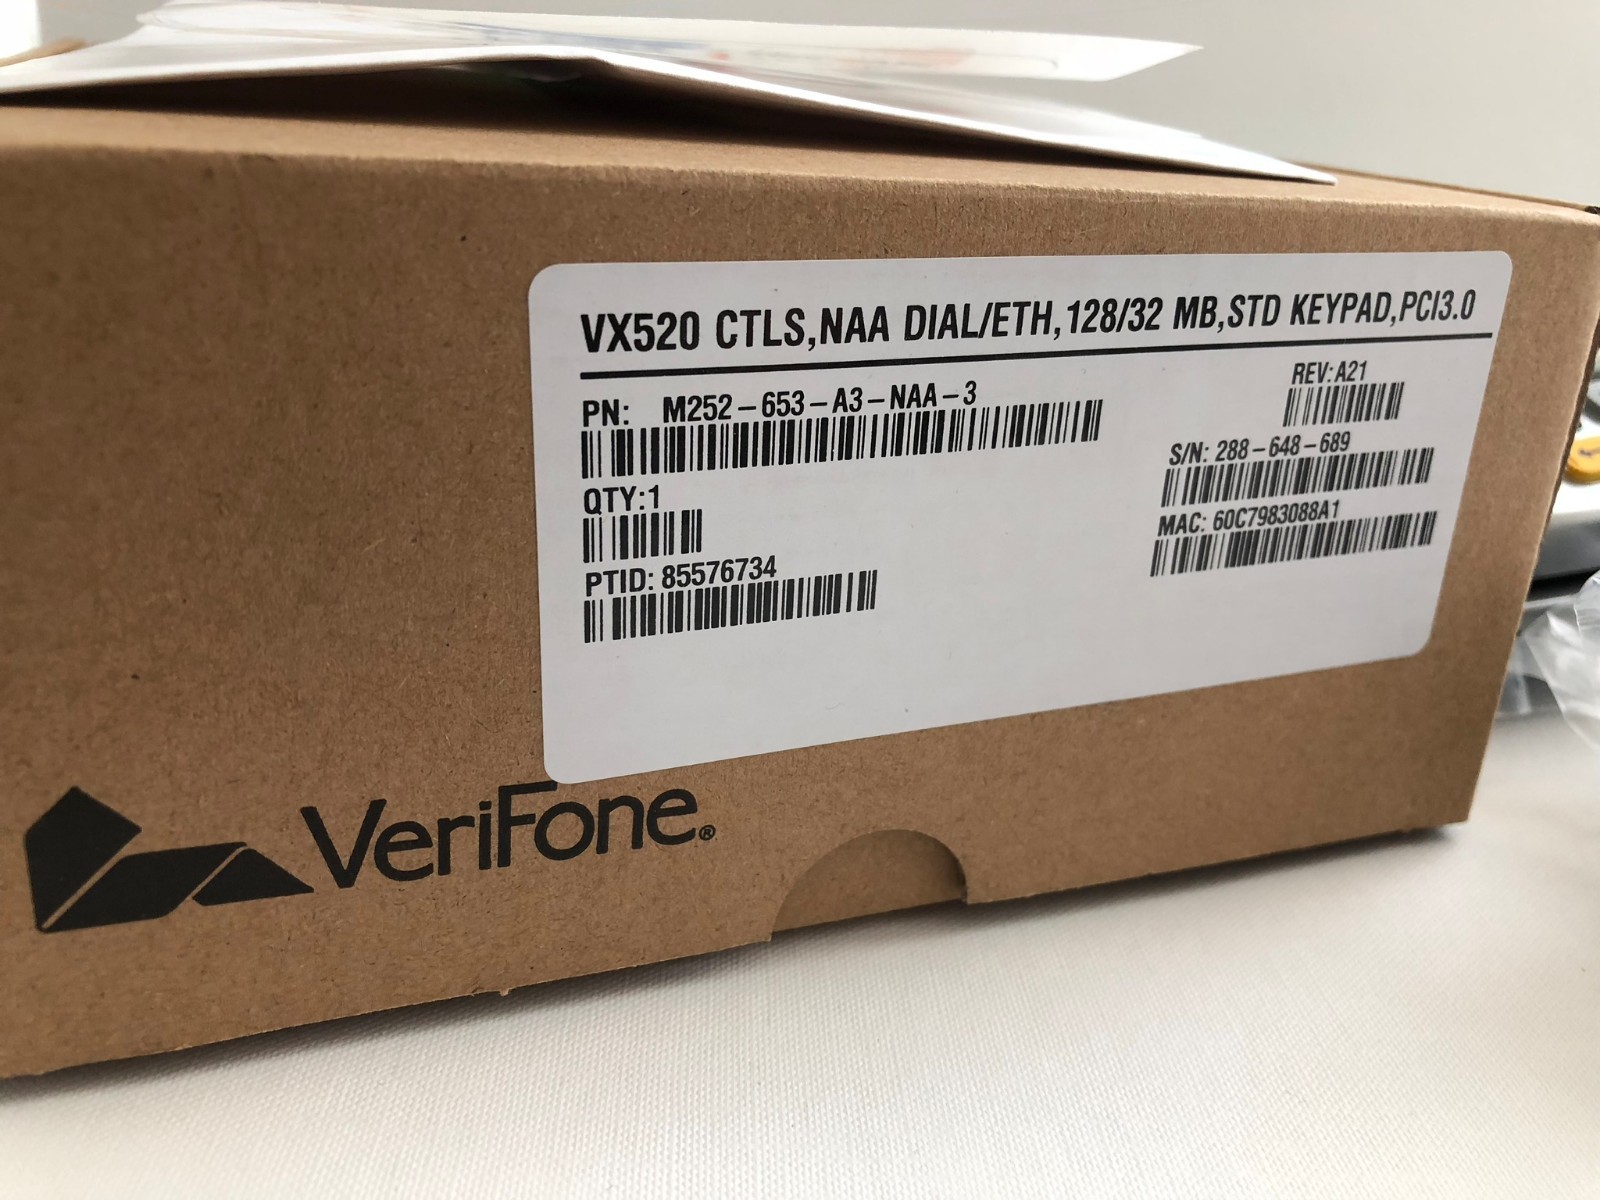 VX520 CTLS,NAA DIAL/ETH,128/32 MB,STD KEYPAD,PCI3.0
PN: M252-653-A3-NAA-3
REV:A21
QTY:1
S/N: 288-648-689
PTID: 85576734
MAC: 60C7983088A1
VeriFone®